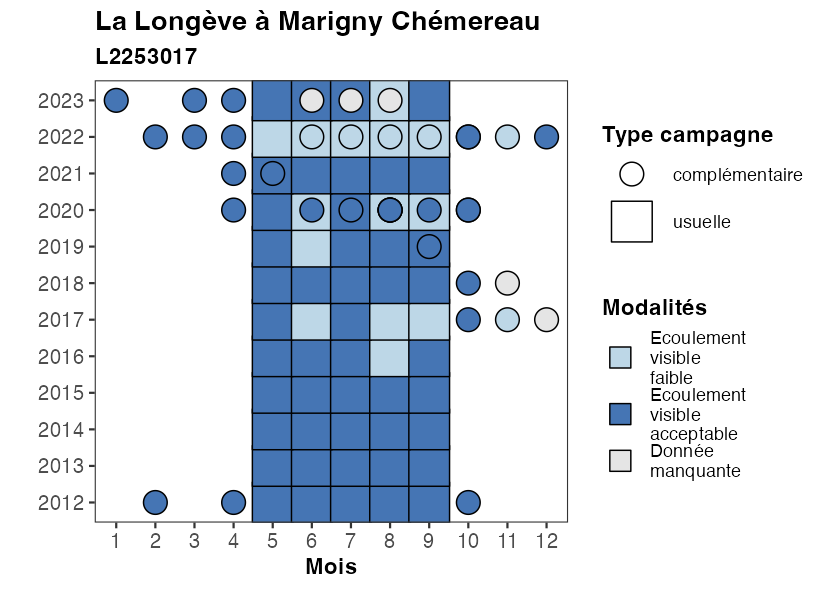 La Longève à Marigny Chémereau
L2253017
2023
2022
2021
2020
2019
2018
2017
2016
2015
2014
2013
2012
1 2 3 4 5 6 7 8 9 10 11 12
Mois
Type campagne
complémentaire
usuelle
Modalités
Ecoulement
visible
faible
Ecoulement
visible
acceptable
Donnée
manquante